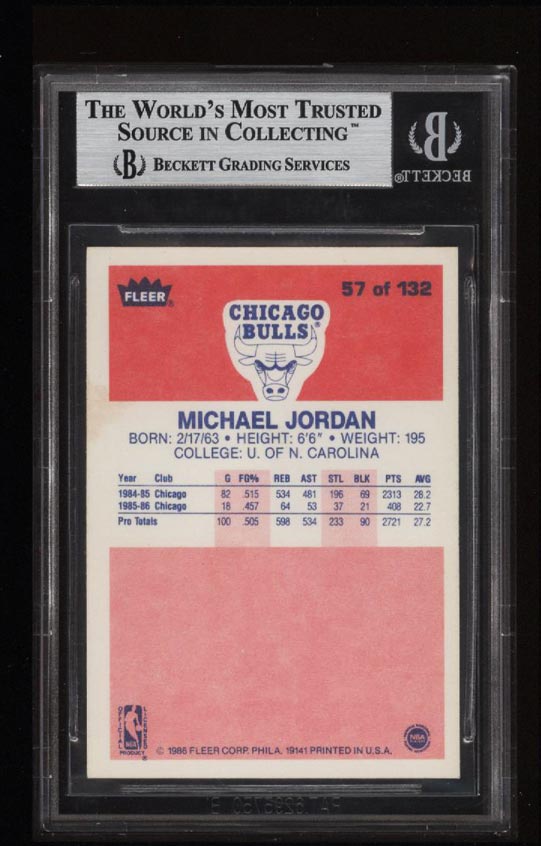 THE WORLD'S MOST TRUSTED
SOURCE IN COLLECTING™
B BECKETT GRADING SERVICES
B
BECKETT®
FLEER®
57 of 132
CHICAGO
BULLS®
MICHAEL JORDAN
BORN: 2/17/63 • HEIGHT: 6'6" • WEIGHT: 195
COLLEGE: U. OF N. CAROLINA
Year Club G FG% REB AST STL BLK PTS AVG
1984-85 Chicago 82 .515 534 481 196 69 2313 28.2
1985-86 Chicago 18 .457 64 53 37 21 408 22.7
Pro Totals 100 .505 598 534 233 90 2721 27.2
OFFICIAL LICENSED
NBA
PRODUCT
© 1986 FLEER CORP. PHILA. 19141 PRINTED IN U.S.A.